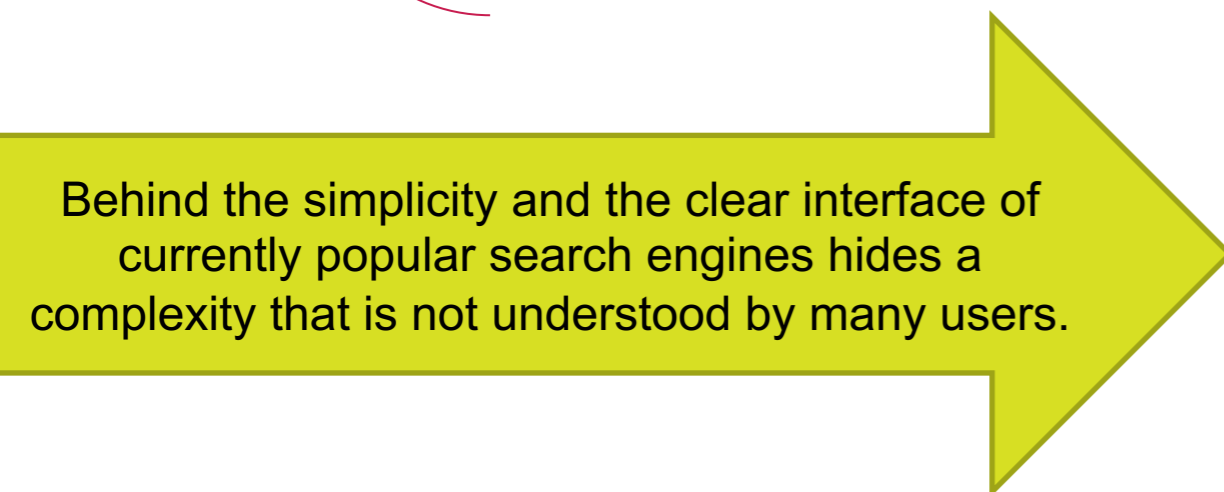 Behind the simplicity and the clear interface of
currently popular search engines hides a
complexity that is not understood by many users.